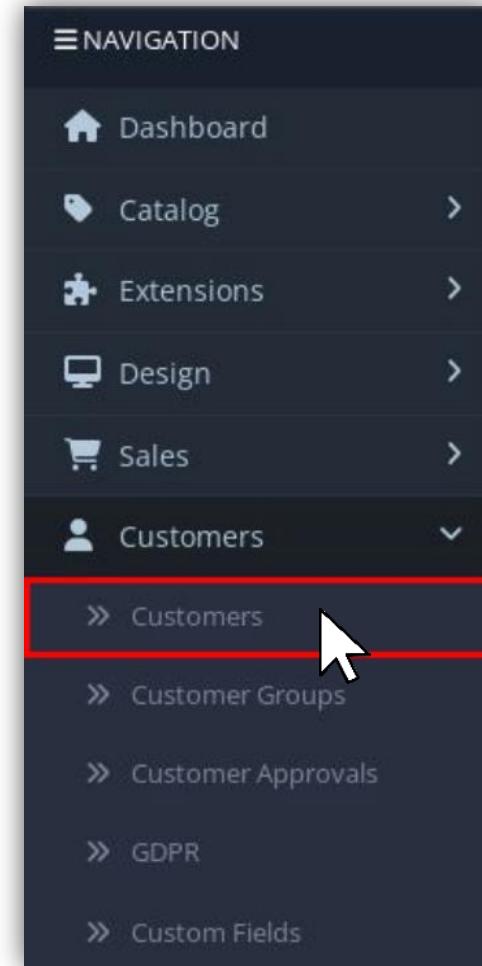 NAVIGATION
Dashboard
Catalog
Extensions
Design
Sales
Customers
Customers
Customer Groups
Customer Approvals
GDPR
Custom Fields